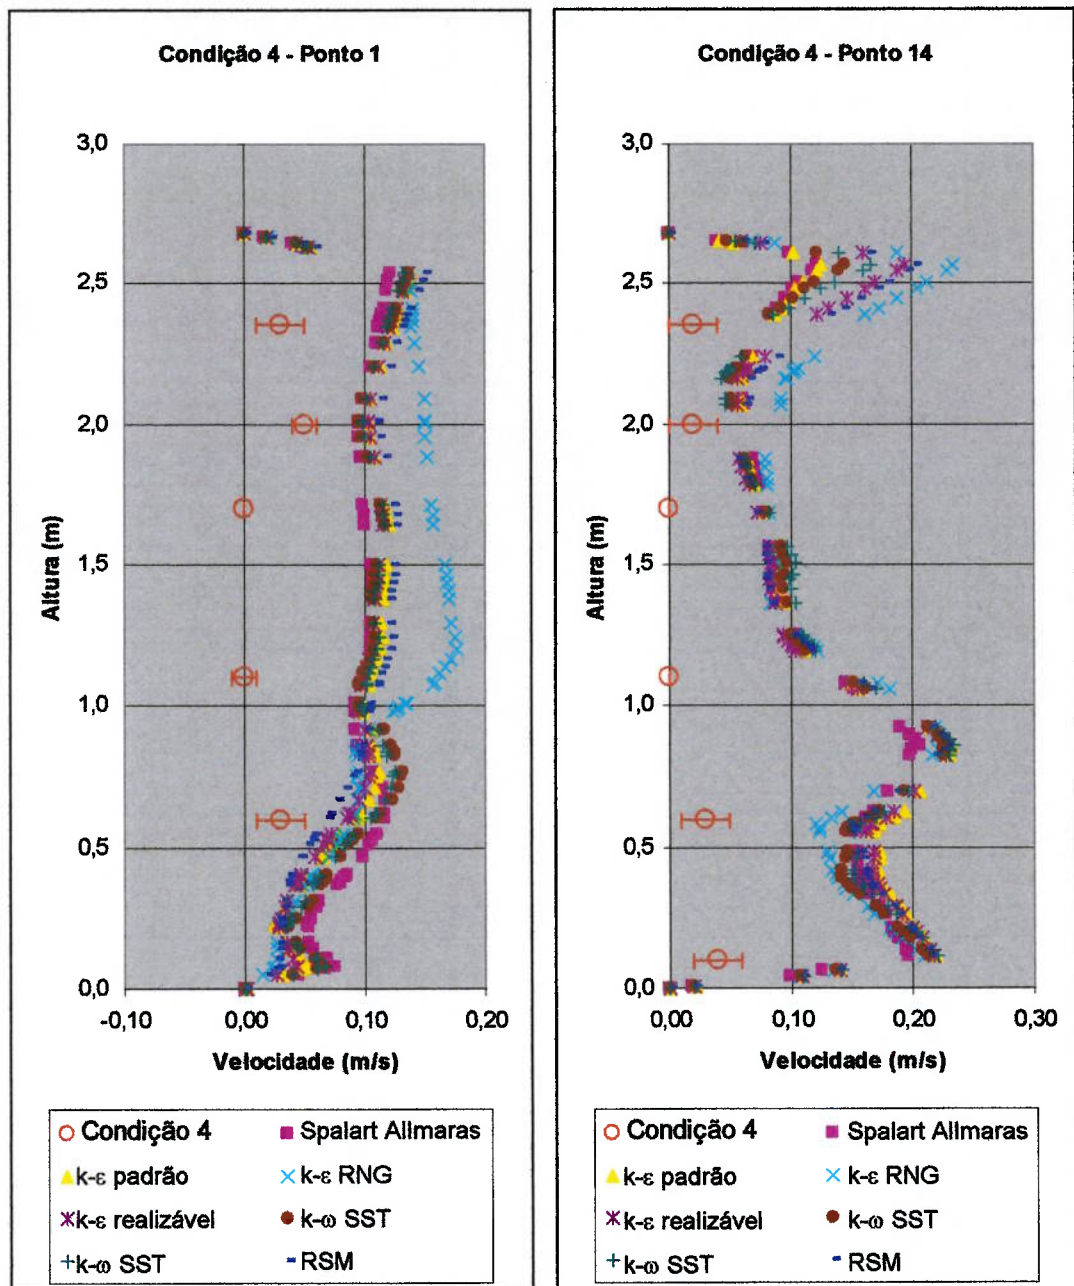 Condição 4 - Ponto 1
3,0
2,5
2,0
1,5
1,0
0,5
0,0
Altura (m)
-0,10
0,00
0,10
0,20
Velocidade (m/s)
Condição 4
Spalart Allmaras
k-ε padrão
k-ε RNG
k-ε realizável
k-ω SST
k-ω SST
RSM
Condição 4 - Ponto 14
3,0
2,5
2,0
1,5
1,0
0,5
0,0
Altura (m)
0,00
0,10
0,20
0,30
Velocidade (m/s)
Condição 4
Spalart Allmaras
k-ε padrão
k-ε RNG
k-ε realizável
k-ω SST
k-ω SST
RSM